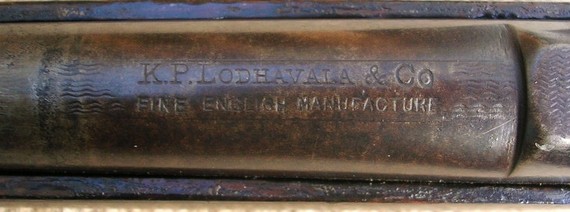 K.P. LODHAVALA & CO
FINE ENGLISH MANUFACTURE